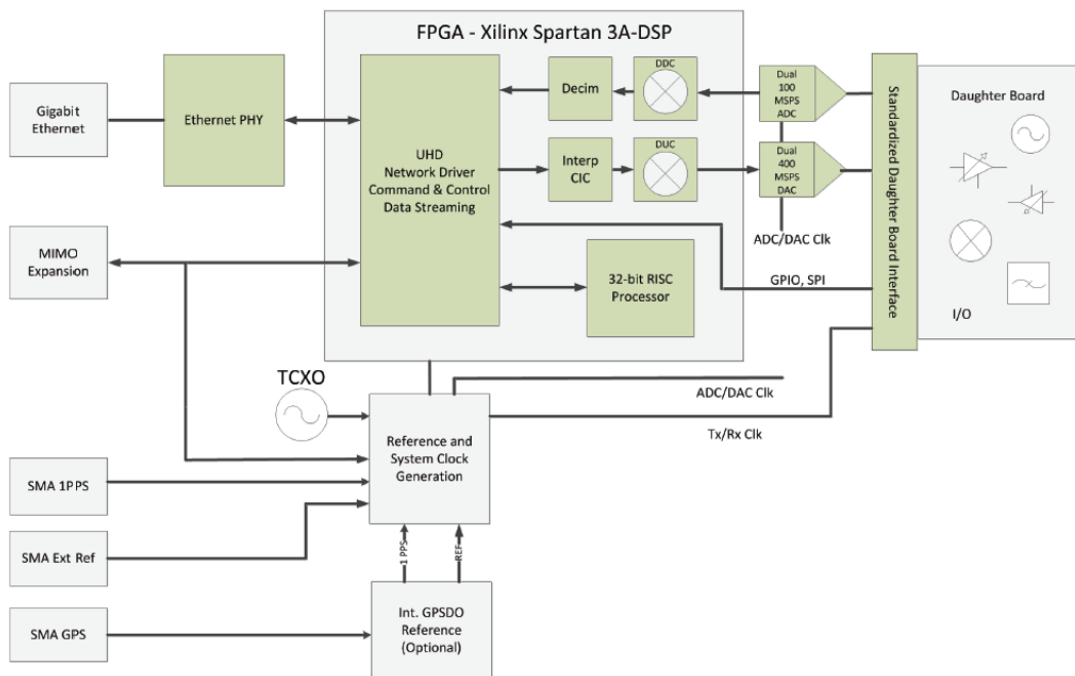 FPGA - Xilinx Spartan 3A-DSP
Gigabit
Ethernet
Ethernet PHY
UHD
Network Driver
Command & Control
Data Streaming
Decim
DDC
Dual
100
MSPS
ADC
Interp
CIC
DUC
Dual
400
MSPS
DAC
ADC/DAC Clk
Standardized Daughter Board Interface
Daughter Board
I/O
MIMO
Expansion
32-bit RISC
Processor
GPIO, SPI
TCXO
ADC/DAC Clk
Tx/Rx Clk
Reference and
System Clock
Generation
SMA 1PPS
SMA Ext Ref
1 PPS
REF
SMA GPS
Int. GPSDO
Reference
(Optional)